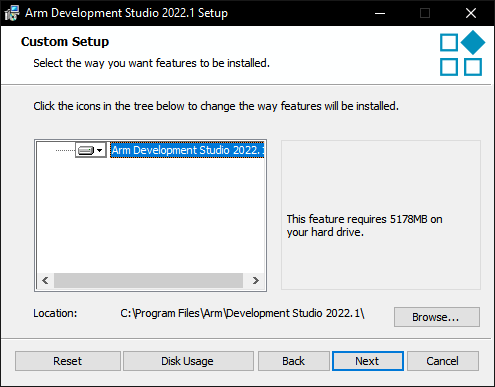 Arm Development Studio 2022.1 Setup
Custom Setup
Select the way you want features to be installed.
Click the icons in the tree below to change the way features will be installed.
Arm Development Studio 2022.1
This feature requires 5178MB on
your hard drive.
Location:
C:\Program Files\Arm\Development Studio 2022.1\
Browse...
Reset
Disk Usage
Back
Next
Cancel